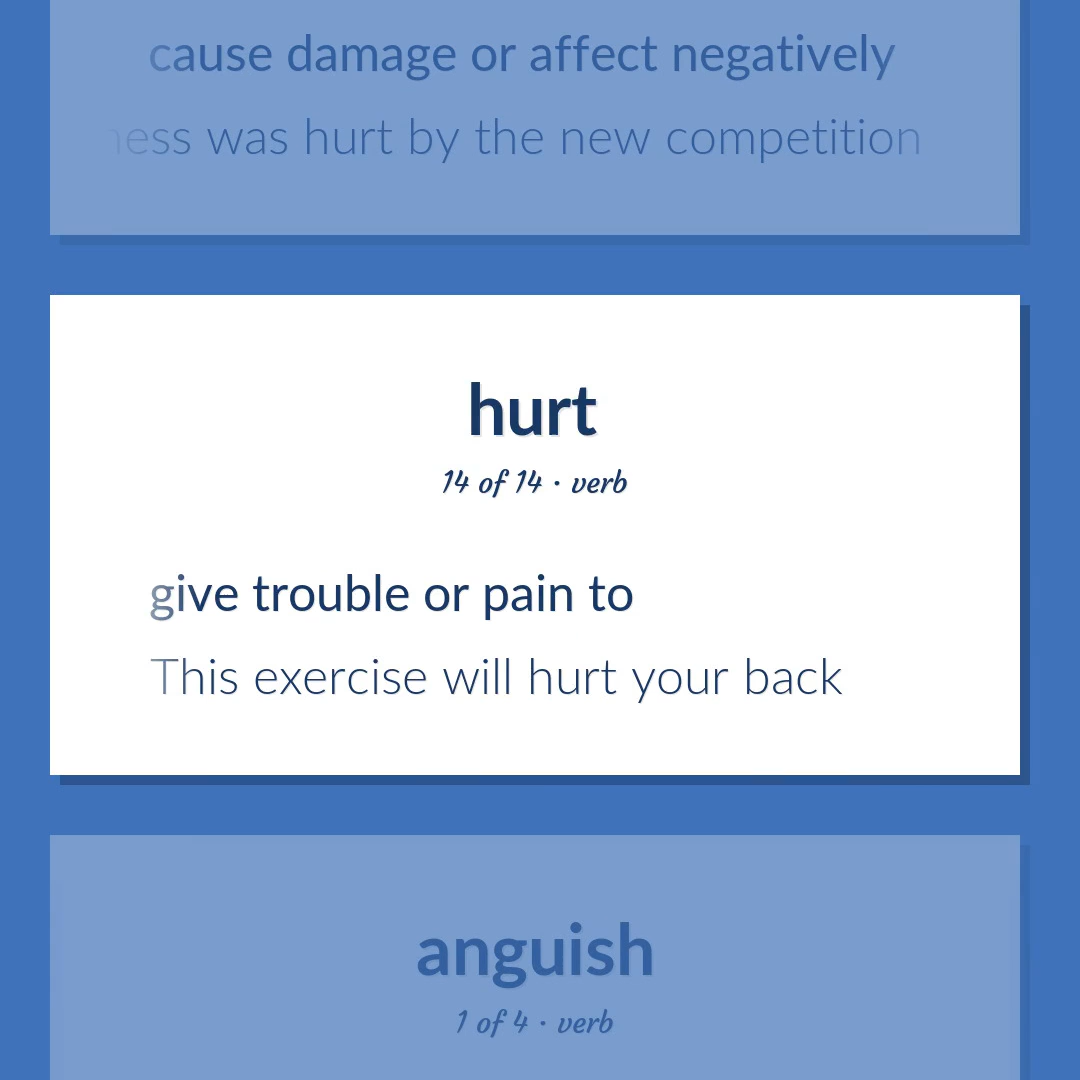 cause damage or affect negatively
was hurt by the new competition
hurt
14 of 14 · verb
give trouble or pain to
This exercise will hurt your back
anguish
1 of 4 · verb